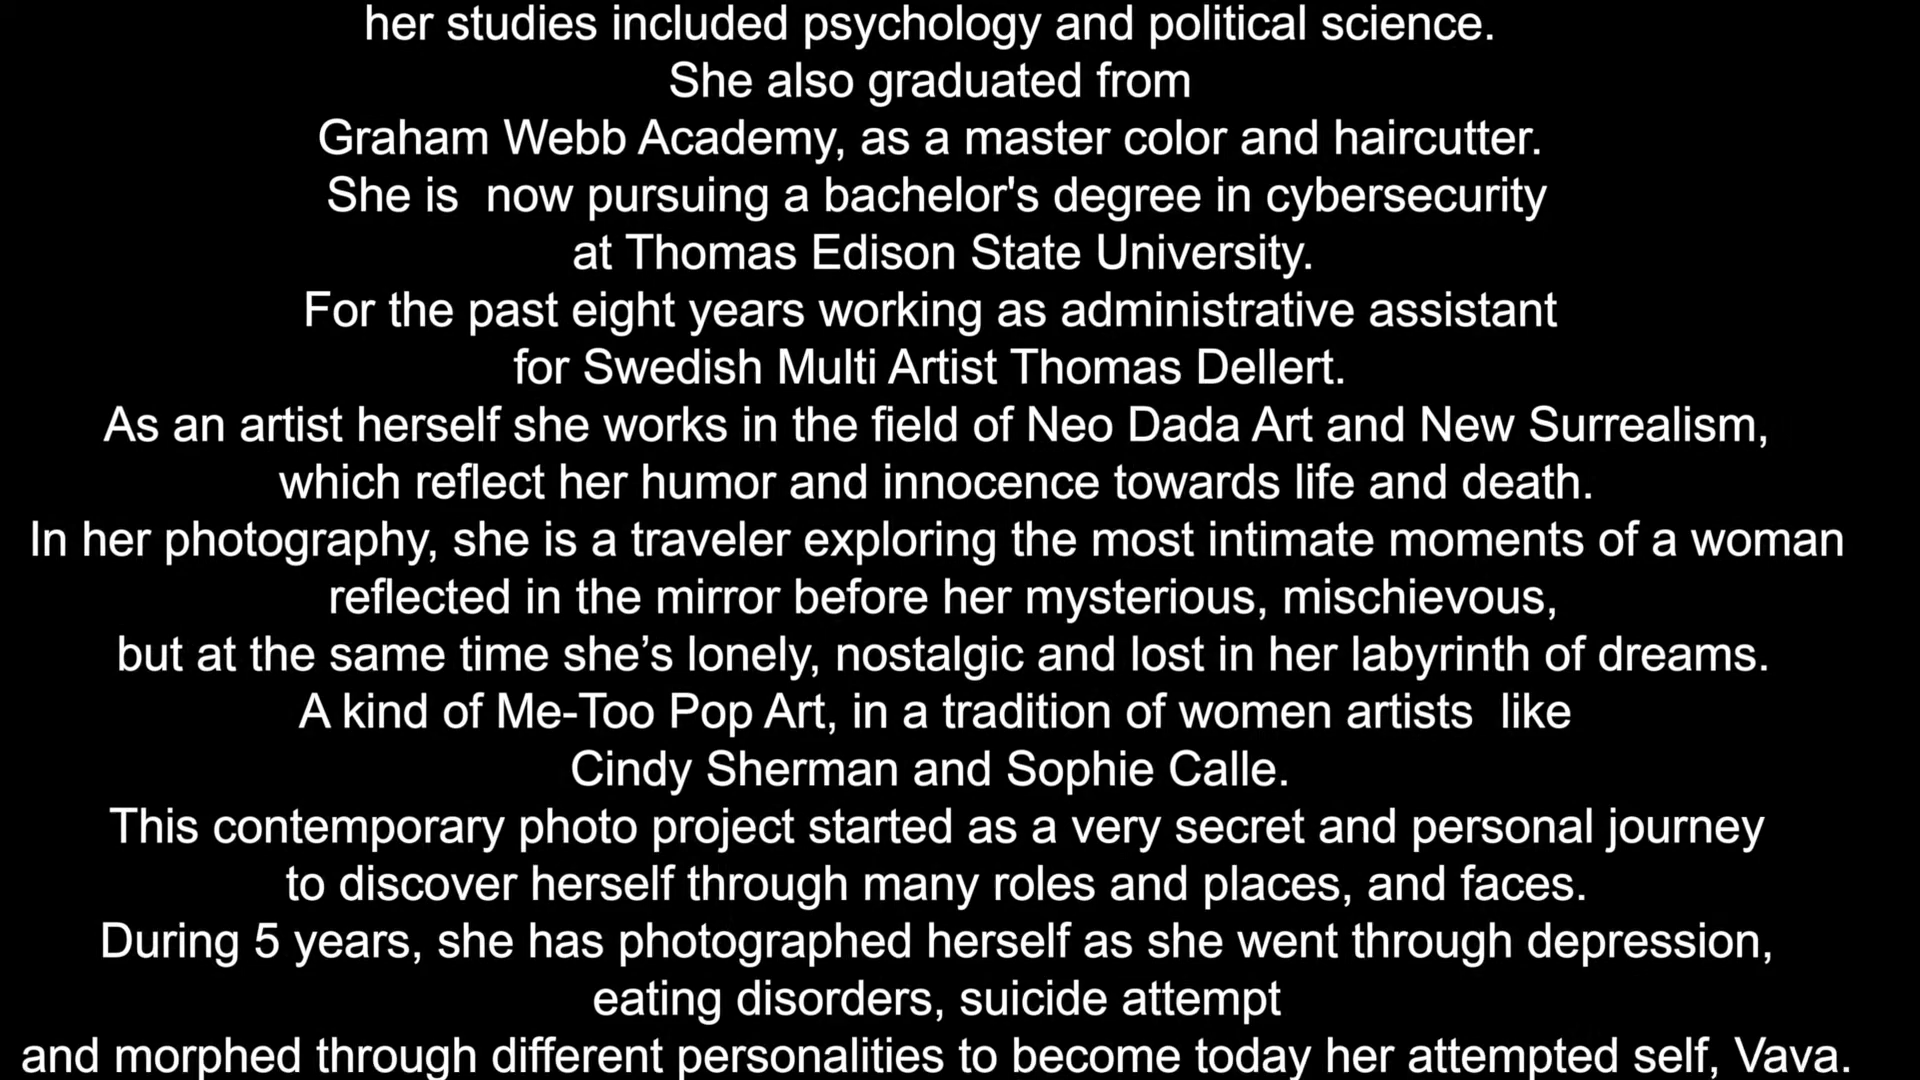 her studies included psychology and political science.
She also graduated from
Graham Webb Academy, as a master color and haircutter.
She is  now pursuing a bachelor's degree in cybersecurity
at Thomas Edison State University.
For the past eight years working as administrative assistant
for Swedish Multi Artist Thomas Dellert.
As an artist herself she works in the field of Neo Dada Art and New Surrealism,
which reflect her humor and innocence towards life and death.
In her photography, she is a traveler exploring the most intimate moments of a woman
reflected in the mirror before her mysterious, mischievous,
but at the same time she’s lonely, nostalgic and lost in her labyrinth of dreams.
A kind of Me-Too Pop Art, in a tradition of women artists  like
Cindy Sherman and Sophie Calle.
This contemporary photo project started as a very secret and personal journey
to discover herself through many roles and places, and faces.
During 5 years, she has photographed herself as she went through depression,
eating disorders, suicide attempt
and morphed through different personalities to become today her attempted self, Vava.